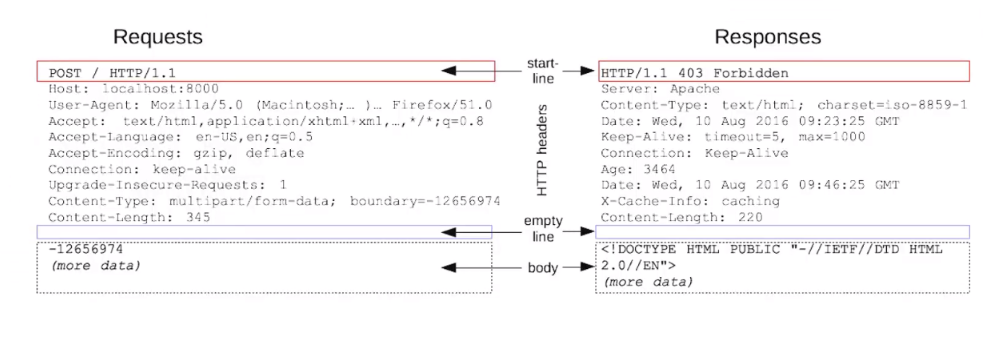 Requests
POST / HTTP/1.1
Host: localhost:8000
User-Agent: Mozilla/5.0 (Macintosh;… )… Firefox/51.0
Accept: text/html,application/xhtml+xml,…,*/*;q=0.8
Accept-Language: en-US,en;q=0.5
Accept-Encoding: gzip, deflate
Connection: keep-alive
Upgrade-Insecure-Requests: 1
Content-Type: multipart/form-data; boundary=-12656974
Content-Length: 345
-12656974
(more data)
start-
line
HTTP headers
empty
line
body
Responses
HTTP/1.1 403 Forbidden
Server: Apache
Content-Type: text/html; charset=iso-8859-1
Date: Wed, 10 Aug 2016 09:23:25 GMT
Keep-Alive: timeout=5, max=1000
Connection: Keep-Alive
Age: 3464
Date: Wed, 10 Aug 2016 09:46:25 GMT
X-Cache-Info: caching
Content-Length: 220
<!DOCTYPE HTML PUBLIC "-//IETF//DTD HTML
2.0//EN">
(more data)